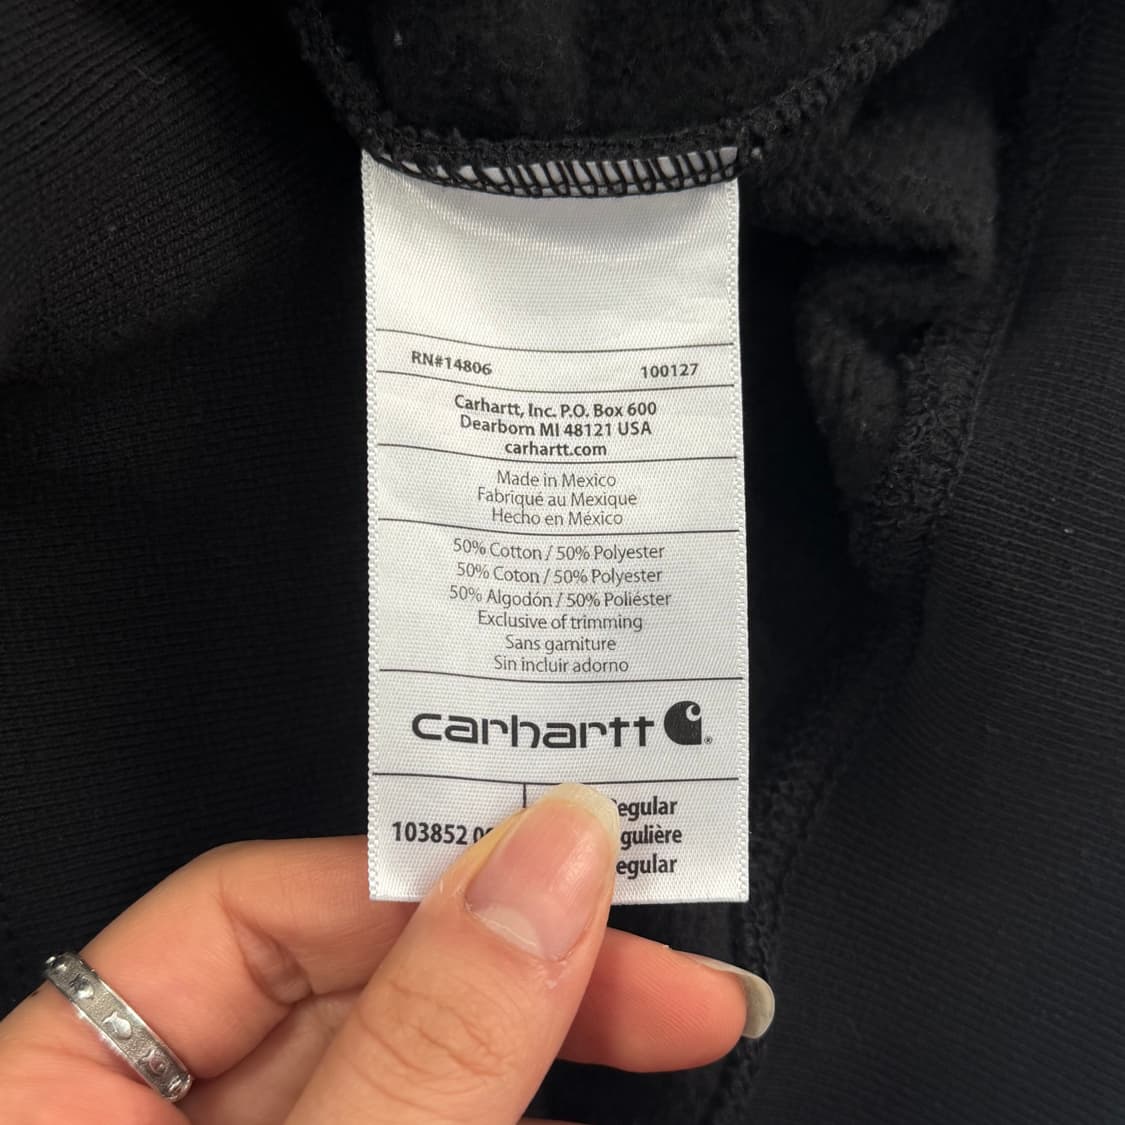 RN#14806 100127
Carhartt, Inc. P.O. Box 600
Dearborn MI 48121 USA
carhartt.com
Made in Mexico
Fabriqué au Mexique
Hecho en México
50% Cotton / 50% Polyester
50% Coton / 50% Polyester
50% Algodón / 50% Poliéster
Exclusive of trimming
Sans garniture
Sin incluir adorno
carhartt
103852
egular
gulière
egular